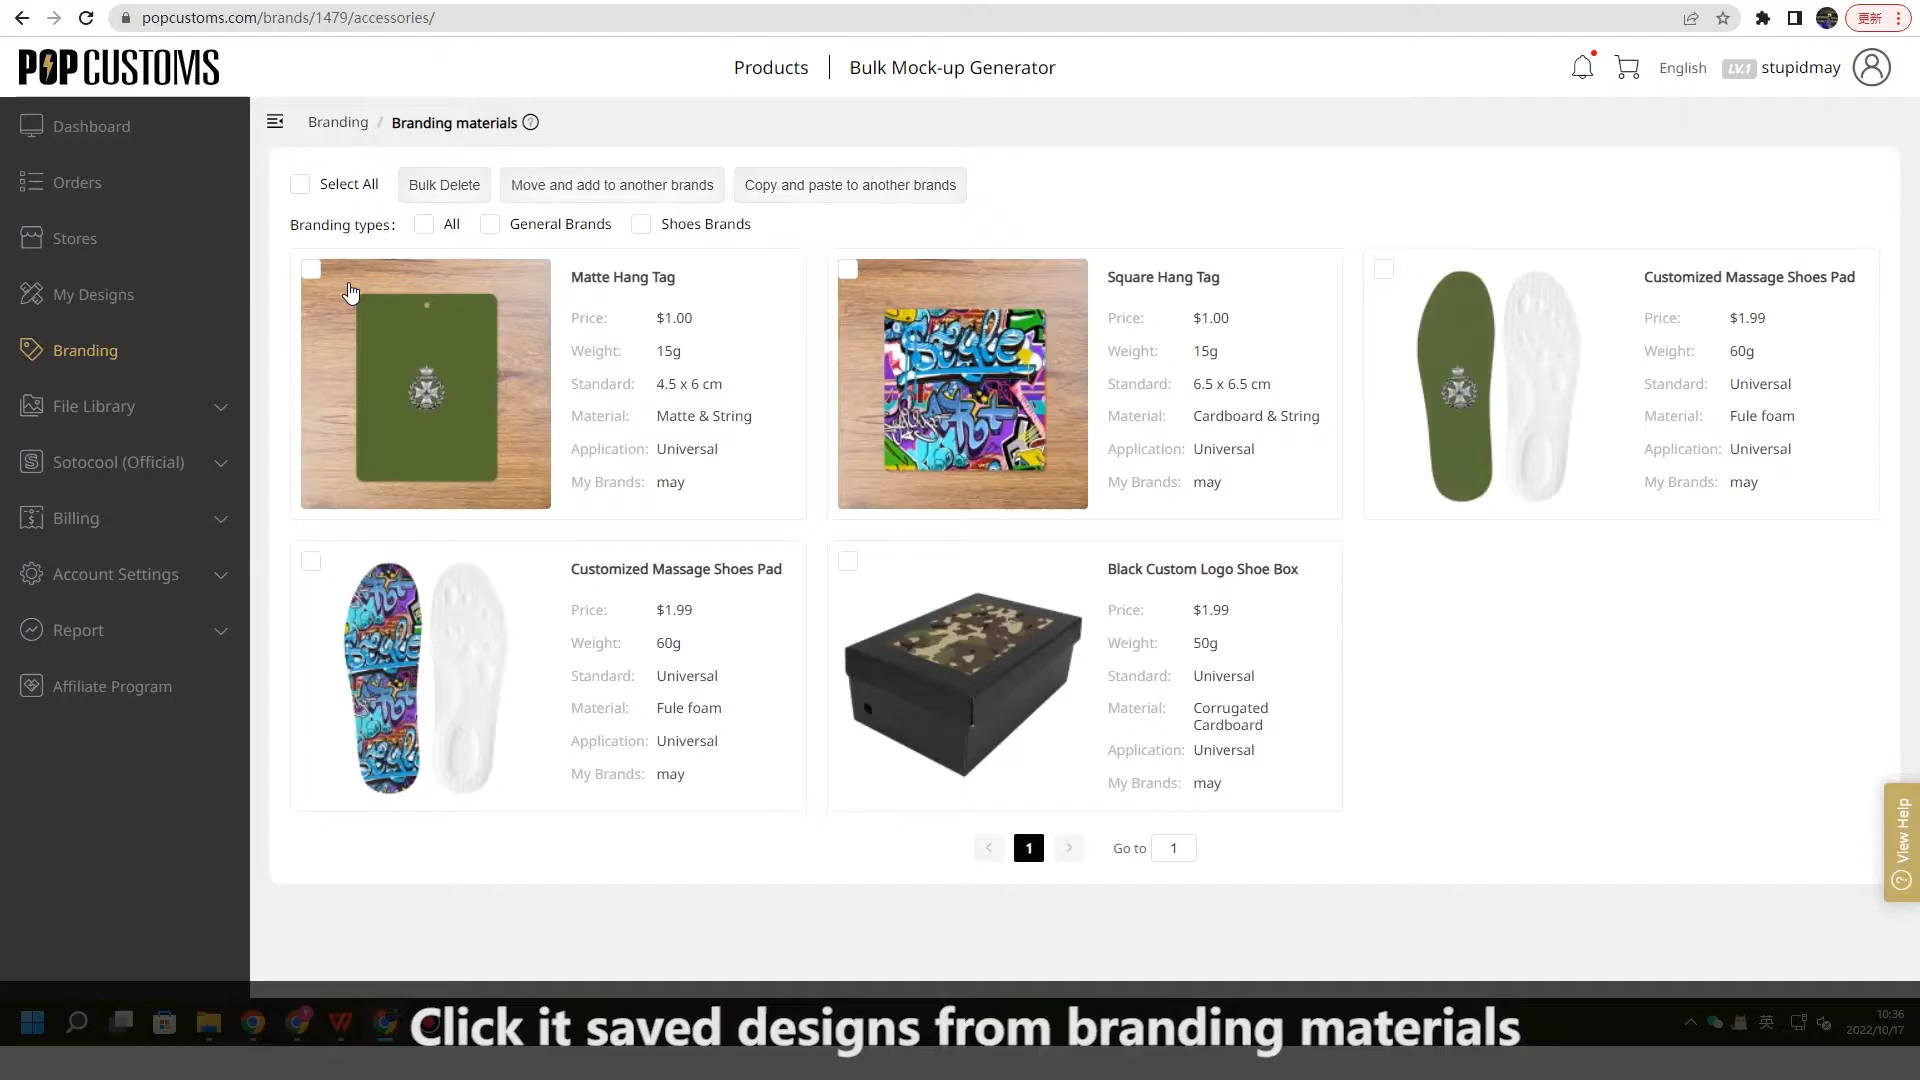 popcustoms.com/brands/1479/accessories/
更新
POP CUSTOMS
Products
Bulk Mock-up Generator
English
LV.1
stupidmay
Dashboard
Orders
Stores
My Designs
Branding
File Library
Sotocool (Official)
Billing
Account Settings
Report
Affiliate Program
Branding / Branding materials
Select All
Bulk Delete
Move and add to another brands
Copy and paste to another brands
Branding types:
All
General Brands
Shoes Brands
Matte Hang Tag
Price: $1.00
Weight: 15g
Standard: 4.5 x 6 cm
Material: Matte & String
Application: Universal
My Brands: may
Square Hang Tag
Price: $1.00
Weight: 15g
Standard: 6.5 x 6.5 cm
Material: Cardboard & String
Application: Universal
My Brands: may
Customized Massage Shoes Pad
Price: $1.99
Weight: 60g
Standard: Universal
Material: Fule foam
Application: Universal
My Brands: may
Customized Massage Shoes Pad
Price: $1.99
Weight: 60g
Standard: Universal
Material: Fule foam
Application: Universal
My Brands: may
Black Custom Logo Shoe Box
Price: $1.99
Weight: 50g
Standard: Universal
Material: Corrugated
Cardboard
Application: Universal
My Brands: may
< 1 > Go to 1
View Help
Click it saved designs from branding materials
英
10:36
2022/10/17